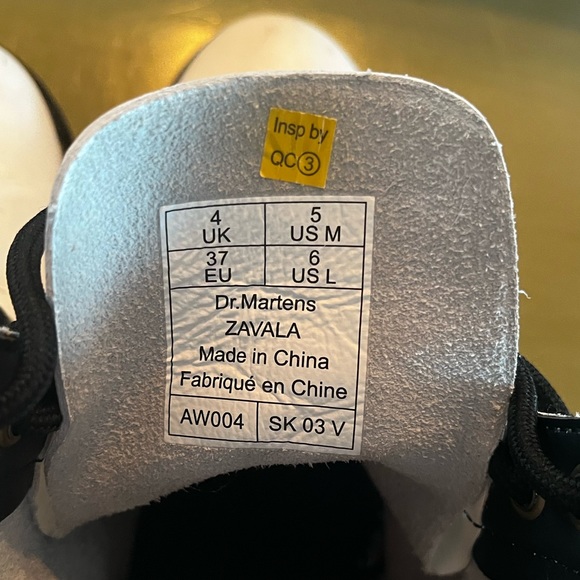 Insp by
QC③
4 5
UK US M
37 6
EU US L
Dr.Martens
ZAVALA
Made in China
Fabriqué en Chine
AW004 SK 03 V